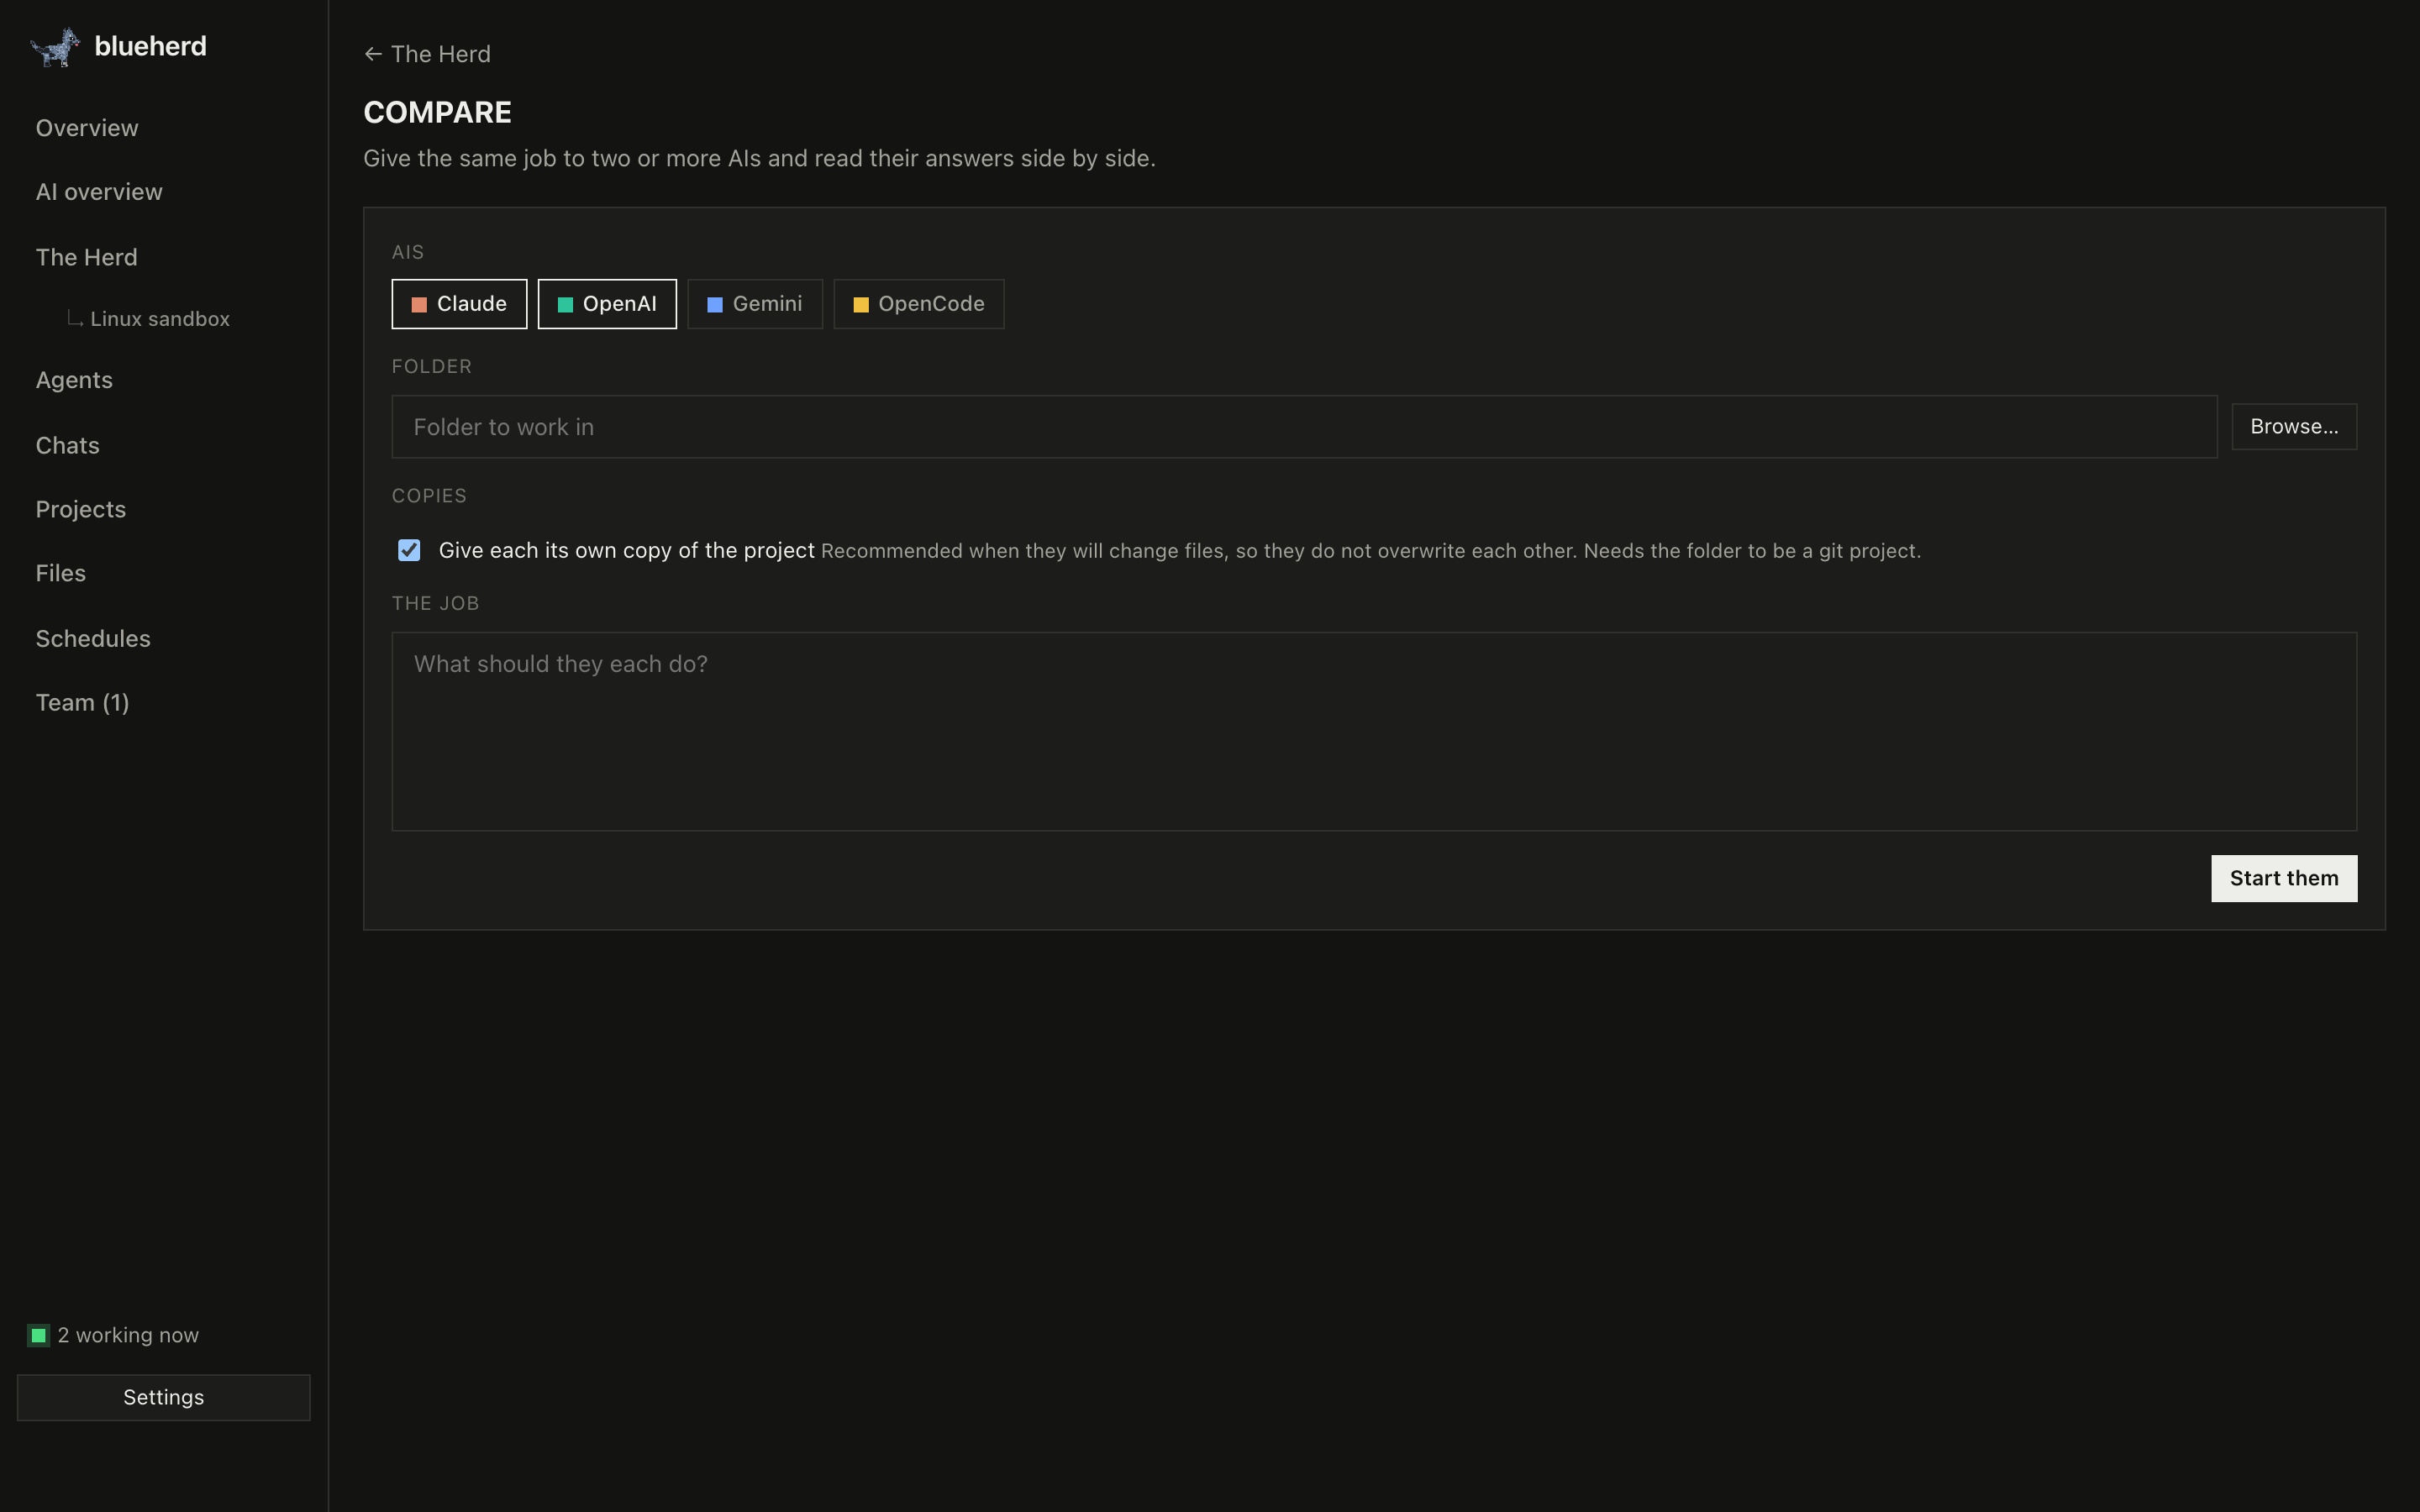 blueherd
Overview
AI overview
The Herd
Linux sandbox
Agents
Chats
Projects
Files
Schedules
Team (1)
2 working now
Settings
← The Herd
COMPARE
Give the same job to two or more AIs and read their answers side by side.
AIS
Claude OpenAI Gemini OpenCode
FOLDER
Folder to work in Browse...
COPIES
Give each its own copy of the project Recommended when they will change files, so they do not overwrite each other. Needs the folder to be a git project.
THE JOB
What should they each do?
Start them